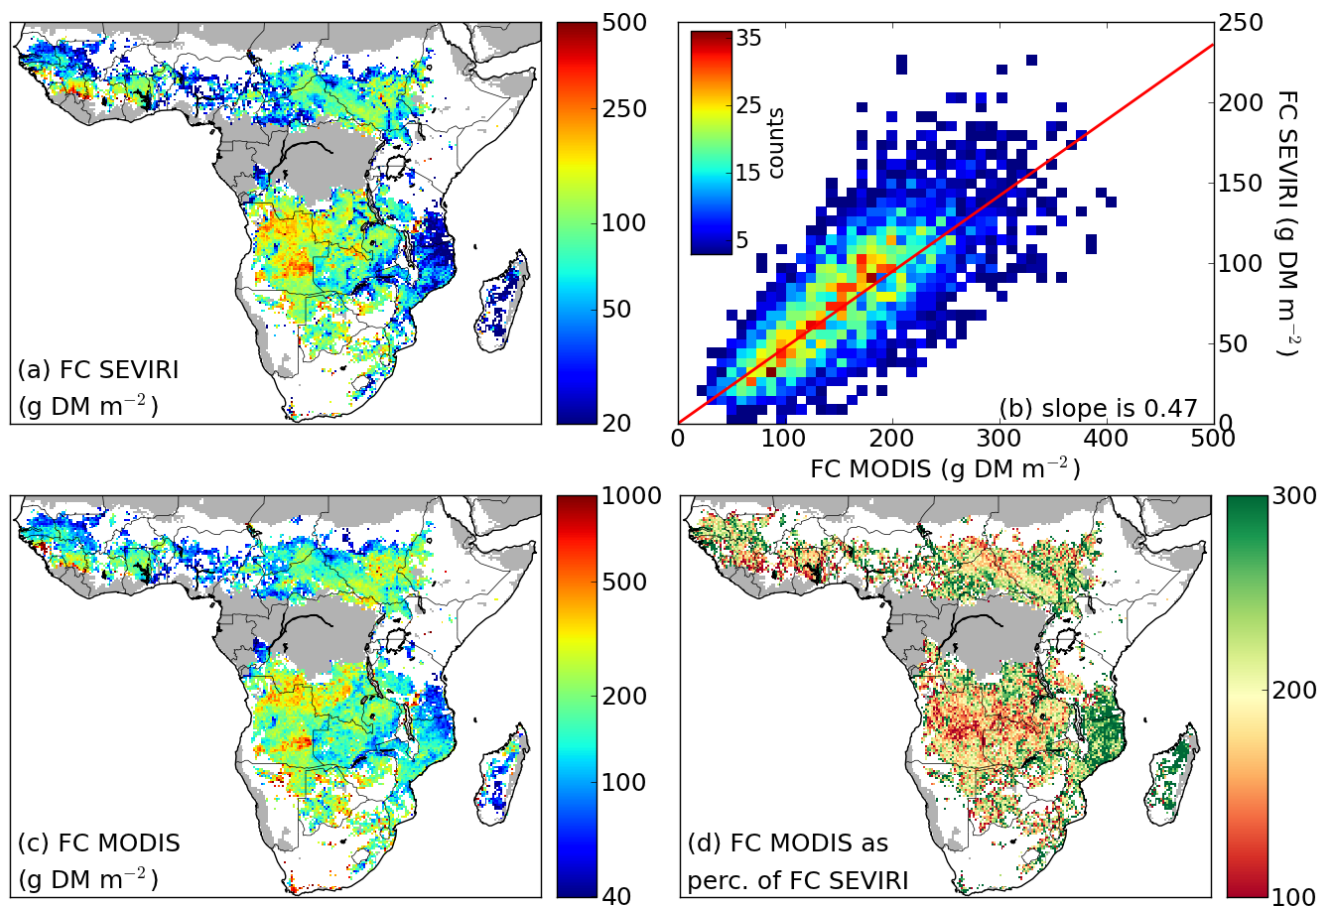 500
250
100
50
20
(a) FC SEVIRI
(g DM m⁻²)
35
25
15
5
counts
250
200
150
100
50
0
FC SEVIRI (g DM m⁻²)
(b) slope is 0.47
0 100 200 300 400 500
FC MODIS (g DM m⁻²)
1000
500
200
100
40
(c) FC MODIS
(g DM m⁻²)
300
200
100
(d) FC MODIS as
perc. of FC SEVIRI